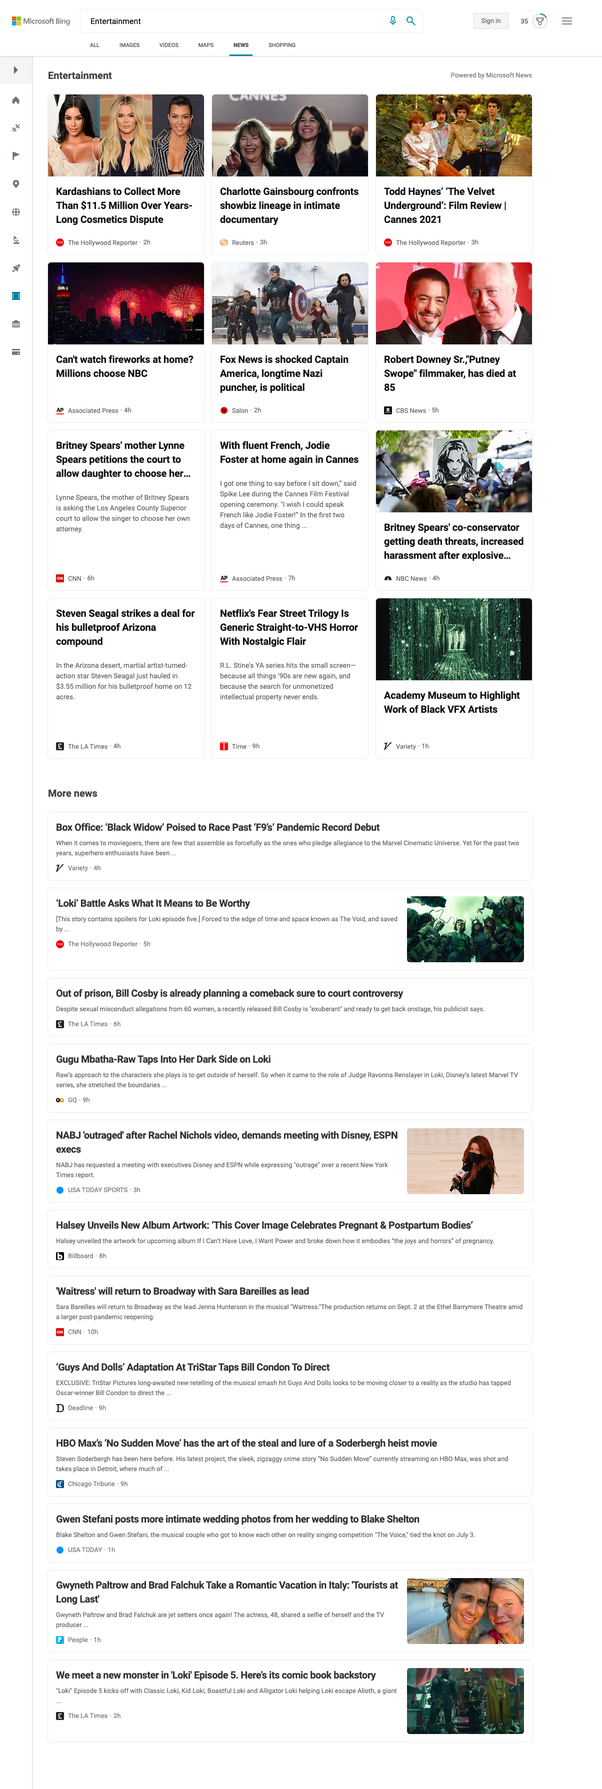 Microsoft Bing
Entertainment
Sign in
35
ALL
IMAGES
VIDEOS
MAPS
NEWS
SHOPPING
Entertainment
Powered by Microsoft News
CANNES
Kardashians to Collect More
Than $11.5 Million Over Years-
Long Cosmetics Dispute
The Hollywood Reporter · 2h
Charlotte Gainsbourg confronts
showbiz lineage in intimate
documentary
Reuters · 3h
Todd Haynes' 'The Velvet
Underground': Film Review |
Cannes 2021
The Hollywood Reporter · 3h
Can't watch fireworks at home?
Millions choose NBC
AP Associated Press · 4h
Fox News is shocked Captain
America, longtime Nazi
puncher, is political
Salon · 2h
Robert Downey Sr.,"Putney
Swope" filmmaker, has died at
85
CBS News · 5h
Britney Spears' mother Lynne
Spears petitions the court to
allow daughter to choose her…
Lynne Spears, the mother of Britney Spears
is asking the Los Angeles County Superior
court to allow the singer to choose her own
attorney.
CNN · 6h
With fluent French, Jodie
Foster at home again in Cannes
I got one thing to say before I sit down," said
Spike Lee during the Cannes Film Festival
opening ceremony. "I wish I could speak
French like Jodie Foster!" In the first two
days of Cannes, one thing ...
AP Associated Press · 7h
Britney Spears' co-conservator
getting death threats, increased
harassment after explosive…
NBC News · 4h
Steven Seagal strikes a deal for
his bulletproof Arizona
compound
In the Arizona desert, martial artist-turned-
action star Steven Seagal just hauled in
$3.55 million for his bulletproof home on 12
acres.
The LA Times · 4h
Netflix's Fear Street Trilogy Is
Generic Straight-to-VHS Horror
With Nostalgic Flair
R.L. Stine's YA series hits the small screen—
because all things '90s are new again, and
because the search for unmonetized
intellectual property never ends.
Time · 9h
Academy Museum to Highlight
Work of Black VFX Artists
Variety · 1h
More news
Box Office: 'Black Widow' Poised to Race Past 'F9's' Pandemic Record Debut
When it comes to moviegoers, there are few that assemble as forcefully as the ones who pledge allegiance to the Marvel Cinematic Universe. Yet for the past two
years, superhero enthusiasts have been ...
Variety · 4h
'Loki' Battle Asks What It Means to Be Worthy
[This story contains spoilers for Loki episode five.] Forced to the edge of time and space known as The Void, and saved
by ...
The Hollywood Reporter · 5h
Out of prison, Bill Cosby is already planning a comeback sure to court controversy
Despite sexual misconduct allegations from 60 women, a recently released Bill Cosby is "exuberant" and ready to get back onstage, his publicist says.
The LA Times · 6h
Gugu Mbatha-Raw Taps Into Her Dark Side on Loki
Raw's approach to the characters she plays is to get outside of herself. So when it came to the role of Judge Ravonna Renslayer in Loki, Disney's latest Marvel TV
series, she stretched the boundaries ...
GQ · 9h
NABJ 'outraged' after Rachel Nichols video, demands meeting with Disney, ESPN
execs
NABJ has requested a meeting with executives Disney and ESPN while expressing "outrage" over a recent New York
Times report.
USA TODAY SPORTS · 3h
Halsey Unveils New Album Artwork: 'This Cover Image Celebrates Pregnant & Postpartum Bodies'
Halsey unveiled the artwork for upcoming album If I Can't Have Love, I Want Power and broke down how it embodies "the joys and horrors" of pregnancy.
Billboard · 8h
'Waitress' will return to Broadway with Sara Bareilles as lead
Sara Bareilles will return to Broadway as the lead Jenna Hunterson in the musical "Waitress."The production returns on Sept. 2 at the Ethel Barrymore Theatre amid
a larger post-pandemic reopening.
CNN · 10h
'Guys And Dolls' Adaptation At TriStar Taps Bill Condon To Direct
EXCLUSIVE: TriStar Pictures long-awaited new retelling of the musical smash hit Guys And Dolls looks to be moving closer to a reality as the studio has tapped
Oscar-winner Bill Condon to direct the ...
Deadline · 9h
HBO Max's 'No Sudden Move' has the art of the steal and lure of a Soderbergh heist movie
Steven Soderbergh has been here before. His latest project, the sleek, zigzaggy crime story "No Sudden Move" currently streaming on HBO Max, was shot and
takes place in Detroit, where much of ...
Chicago Tribune · 9h
Gwen Stefani posts more intimate wedding photos from her wedding to Blake Shelton
Blake Shelton and Gwen Stefani, the musical couple who got to know each other on reality singing competition "The Voice," tied the knot on July 3.
USA TODAY · 1h
Gwyneth Paltrow and Brad Falchuk Take a Romantic Vacation in Italy: 'Tourists at
Long Last'
Gwyneth Paltrow and Brad Falchuk are jet setters once again! The actress, 48, shared a selfie of herself and the TV
producer ...
People · 1h
We meet a new monster in 'Loki' Episode 5. Here's its comic book backstory
"Loki" Episode 5 kicks off with Classic Loki, Kid Loki, Boastful Loki and Alligator Loki helping Loki escape Alioth, a giant
...
The LA Times · 2h